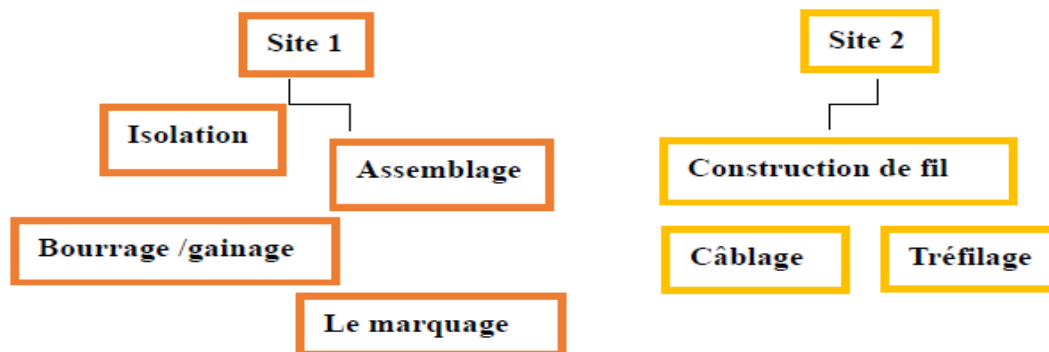 Site 1
Site 2
Isolation
Assemblage
Construction de fil
Bourrage /gainage
Câblage
Tréfilage
Le marquage